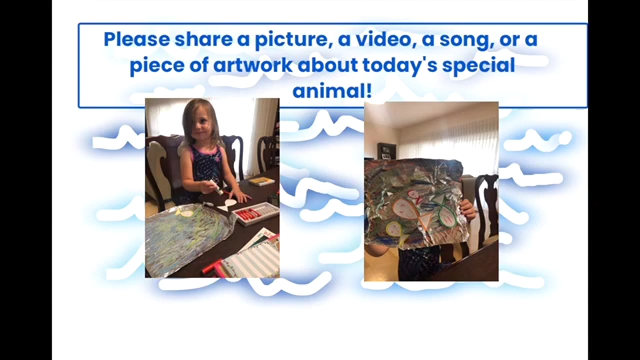 Please share a picture, a video, a song, or a
piece of artwork about today's special
animal!